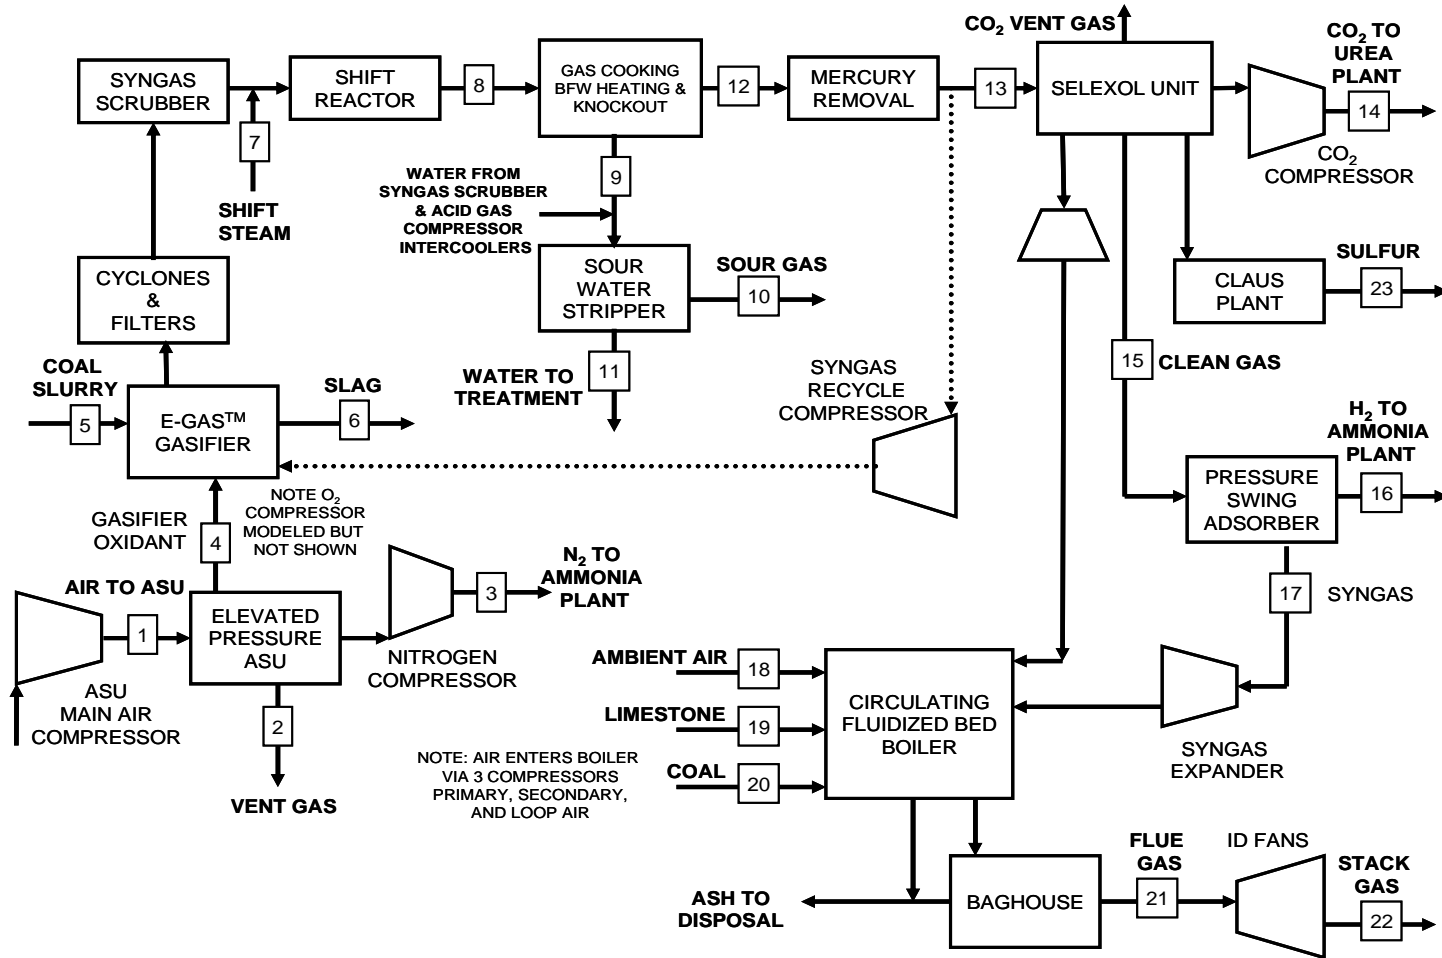 CO2 VENT GAS
CO2 TO
UREA
PLANT
SYNGAS
SCRUBBER
SHIFT
REACTOR
8
GAS COOKING
BFW HEATING &
KNOCKOUT
12
MERCURY
REMOVAL
13
SELEXOL UNIT
14
CO2
COMPRESSOR
7
SHIFT
STEAM
9
WATER FROM
SYNGAS SCRUBBER
& ACID GAS
COMPRESSOR
INTERCOOLERS
CYCLONES
&
FILTERS
SOUR
WATER
STRIPPER
SOUR GAS
10
CLAUS
PLANT
SULFUR
23
COAL
SLURRY
5
E-GAS™
GASIFIER
SLAG
6
WATER TO
TREATMENT
11
SYNGAS
RECYCLE
COMPRESSOR
15
CLEAN GAS
H2 TO
AMMONIA
PLANT
PRESSURE
SWING
ADSORBER
16
GASIFIER
OXIDANT
4
NOTE O2
COMPRESSOR
MODELED BUT
NOT SHOWN
AIR TO ASU
1
ELEVATED
PRESSURE
ASU
N2 TO
AMMONIA
PLANT
3
NITROGEN
COMPRESSOR
17
SYNGAS
ASU
MAIN AIR
COMPRESSOR
2
VENT GAS
AMBIENT AIR
18
LIMESTONE
19
COAL
20
CIRCULATING
FLUIDIZED BED
BOILER
SYNGAS
EXPANDER
NOTE: AIR ENTERS BOILER
VIA 3 COMPRESSORS
PRIMARY, SECONDARY,
AND LOOP AIR
ASH TO
DISPOSAL
BAGHOUSE
FLUE
GAS
21
ID FANS
STACK
GAS
22